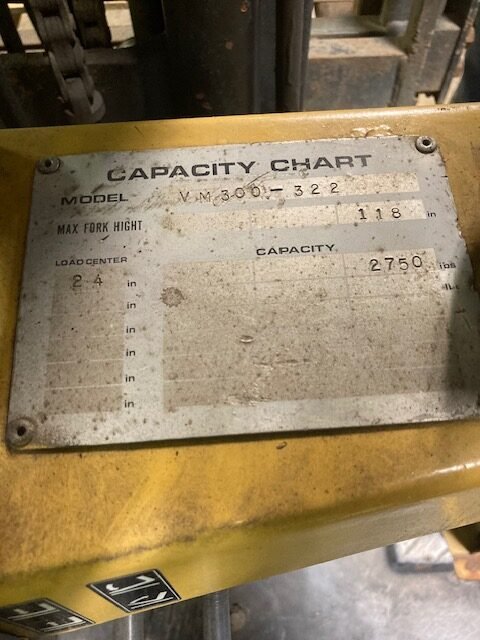 CAPACITY CHART
MODEL VM300-322
MAX FORK HIGHT 118 in
LOAD CENTER CAPACITY
24 in 2750 lbs
in
in
in
in
in